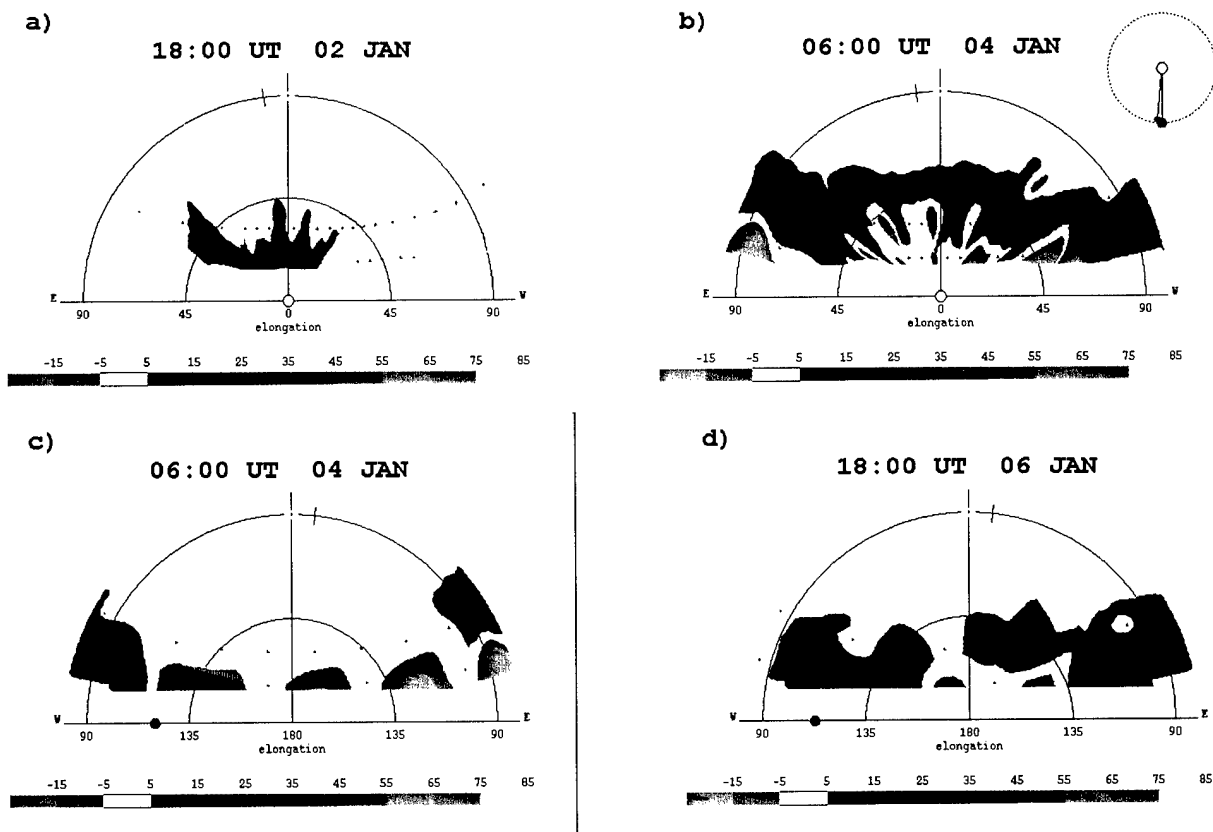 a)
18:00 UT 02 JAN
E W
90 45 0 45 90
elongation
-15 -5 5 15 25 35 45 55 65 75 85
b)
06:00 UT 04 JAN
E W
90 45 0 45 90
elongation
-15 -5 5 15 25 35 45 55 65 75 85
c)
06:00 UT 04 JAN
W E
90 135 180 135 90
elongation
-15 -5 5 15 25 35 45 55 65 75 85
d)
18:00 UT 06 JAN
W E
90 135 180 135 90
elongation
-15 -5 5 15 25 35 45 55 65 75 85